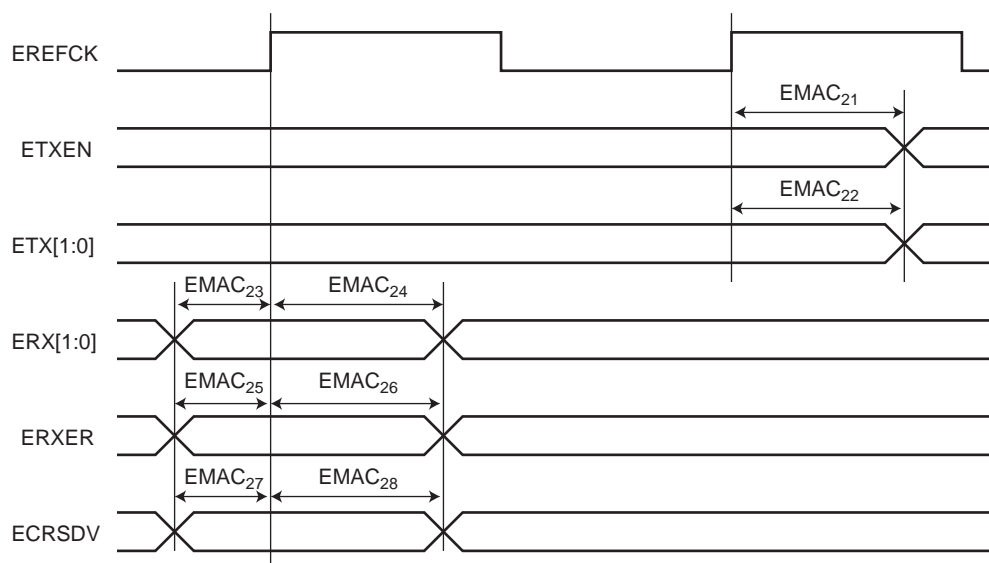 EREFCK
EMAC21
ETXEN
EMAC22
ETX[1:0]
EMAC23 EMAC24
ERX[1:0]
EMAC25 EMAC26
ERXER
EMAC27 EMAC28
ECRSDV